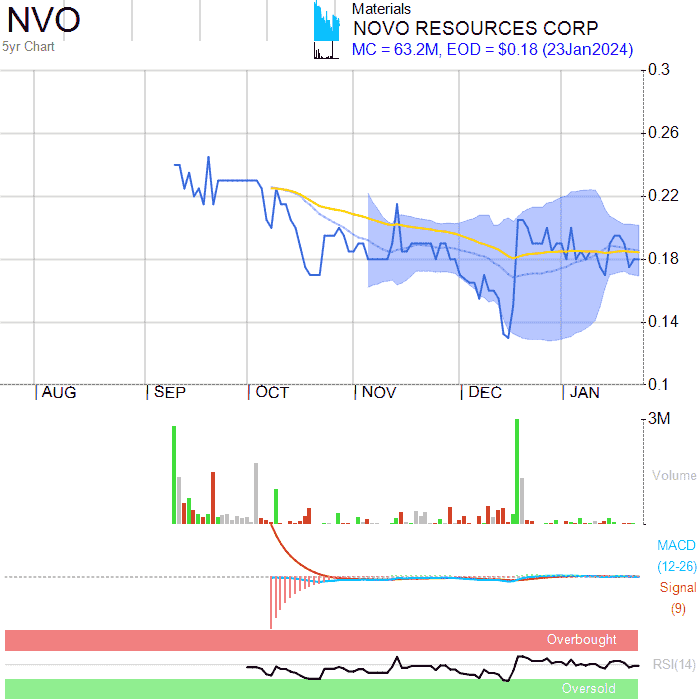 NVO
5yr Chart
Materials
NOVO RESOURCES CORP
MC = 63.2M, EOD = $0.18 (23Jan2024)
0.3
0.26
0.22
0.18
0.14
0.1
AUG SEP OCT NOV DEC JAN
3M
Volume
MACD
(12-26)
Signal
(9)
Overbought
RSI(14)
Oversold